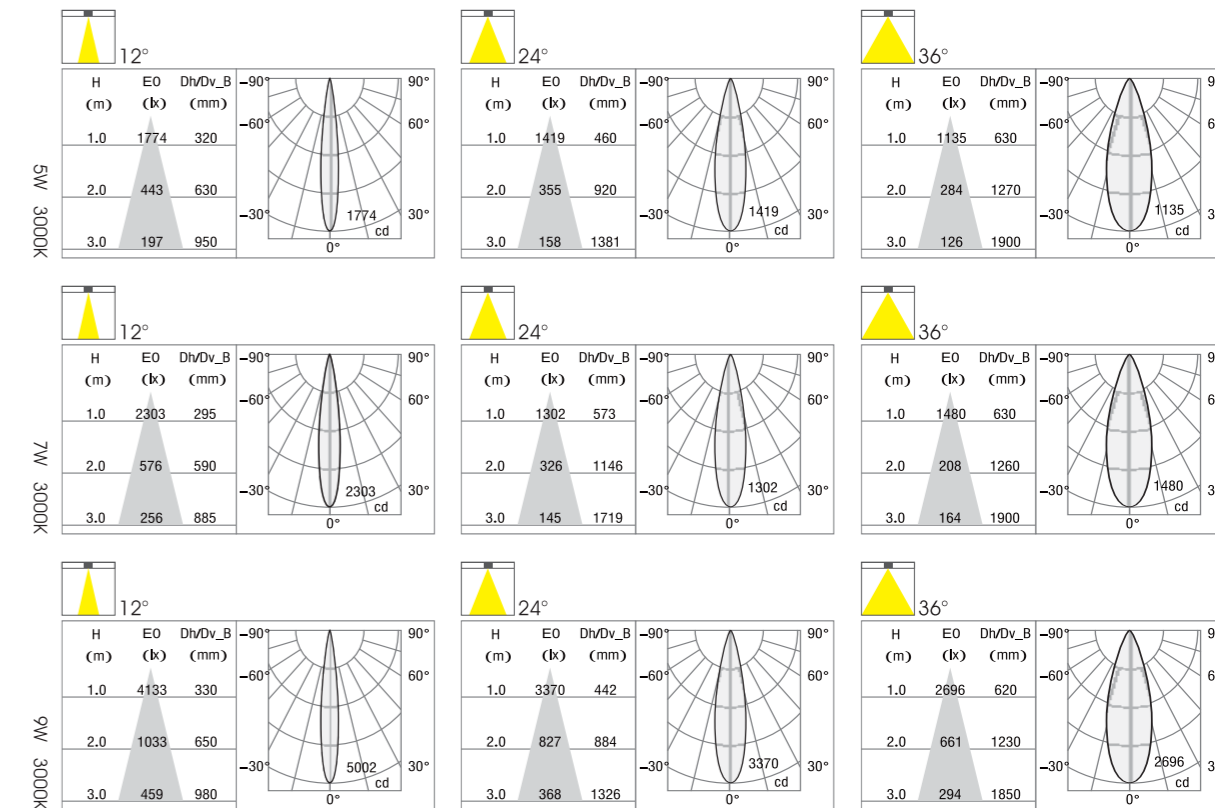 12° 24° 36°
5W 3000K
H E0 Dh/Dv_B -90° 90° H E0 Dh/Dv_B -90° 90° H E0 Dh/Dv_B -90° 9
(m) (lx) (mm) (m) (lx) (mm) (m) (lx) (mm)
-60° 60° -60° 60° -60° 6
1.0 1774 320 1.0 1419 460 1.0 1135 630
2.0 443 630 2.0 355 920 2.0 284 1270
-30° 1774 30° -30° 1419 30° -30° 1135 3
cd cd cd
3.0 197 950 0° 3.0 158 1381 0° 3.0 126 1900 0°
12° 24° 36°
7W 3000K
H E0 Dh/Dv_B -90° 90° H E0 Dh/Dv_B -90° 90° H E0 Dh/Dv_B -90° 9
(m) (lx) (mm) (m) (lx) (mm) (m) (lx) (mm)
-60° 60° -60° 60° -60° 6
1.0 2303 295 1.0 1302 573 1.0 1480 630
2.0 576 590 2.0 326 1146 2.0 208 1260
-30° 2303 30° -30° 1302 30° -30° 1480 3
cd cd cd
3.0 256 885 0° 3.0 145 1719 0° 3.0 164 1900 0°
12° 24° 36°
9W 3000K
H E0 Dh/Dv_B -90° 90° H E0 Dh/Dv_B -90° 90° H E0 Dh/Dv_B -90° 9
(m) (lx) (mm) (m) (lx) (mm) (m) (lx) (mm)
-60° 60° -60° 60° -60° 6
1.0 4133 330 1.0 3370 442 1.0 2696 620
2.0 1033 650 2.0 827 884 2.0 661 1230
-30° 5002 30° -30° 3370 30° -30° 2696 3
cd cd cd
3.0 459 980 0° 3.0 368 1326 0° 3.0 294 1850 0°